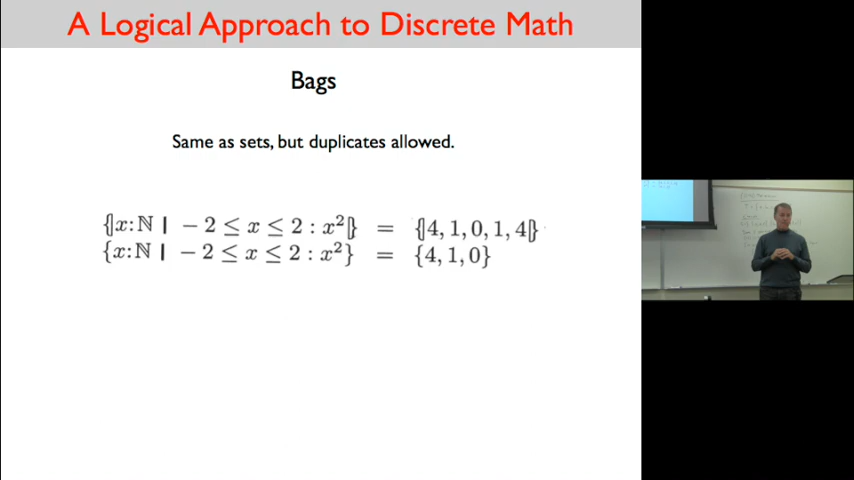 A Logical Approach to Discrete Math
Bags
Same as sets, but duplicates allowed.
{|x:ℕ | −2 ≤ x ≤ 2 : x²|} = {|4, 1, 0, 1, 4|}
{x:ℕ | −2 ≤ x ≤ 2 : x²} = {4, 1, 0}